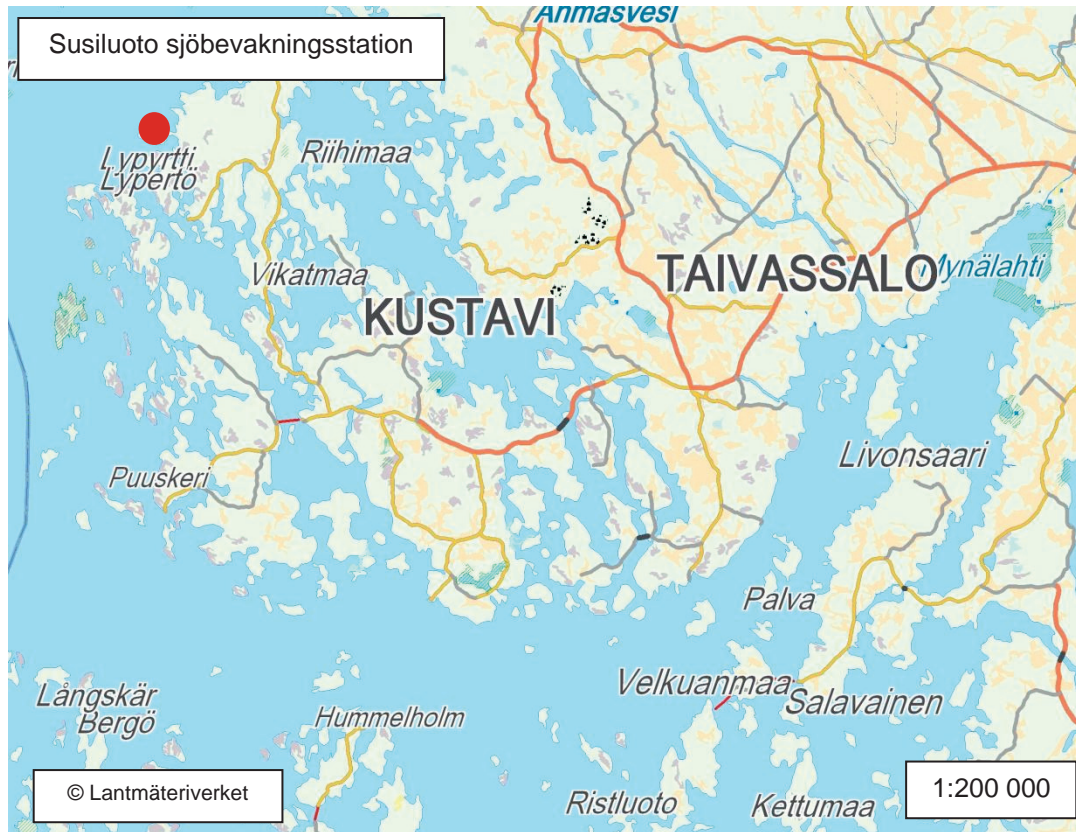 Ahmasvesi
Susiluoto sjöbevakningsstation
Lypyrtti
Lypertö
Riihimaa
Vikatmaa
KUSTAVI
TAIVASSALO
Mynälahti
Puuskeri
Livonsaari
Palva
Velkuanmaa
Salavainen
Långskär
Bergö
Hummelholm
© Lantmäteriverket
Ristluoto
Kettumaa
1:200 000